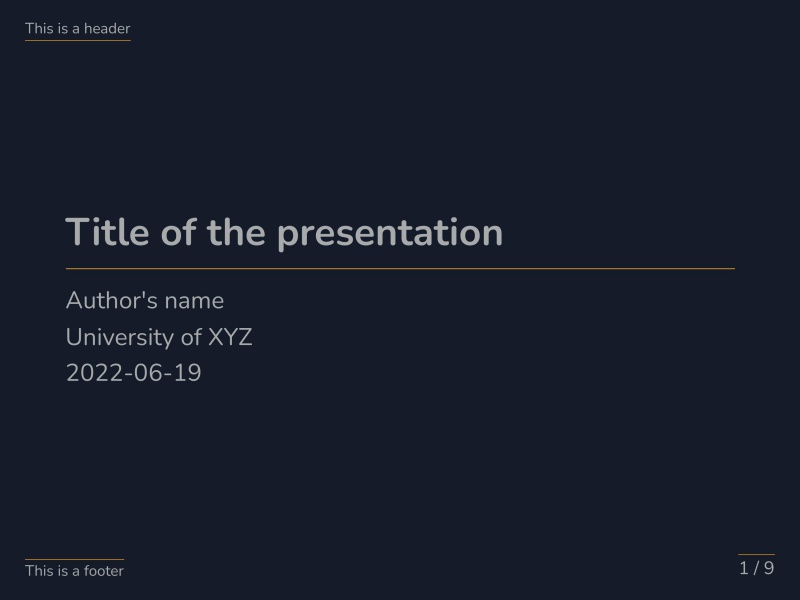 This is a header
Title of the presentation
Author's name
University of XYZ
2022-06-19
This is a footer
1 / 9